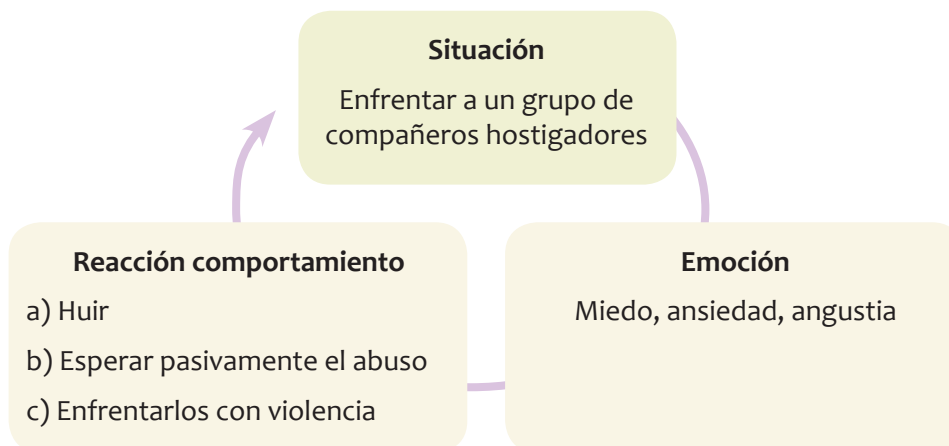 Situación
Enfrentar a un grupo de
compañeros hostigadores
Reacción comportamiento
a) Huir
b) Esperar pasivamente el abuso
c) Enfrentarlos con violencia
Emoción
Miedo, ansiedad, angustia